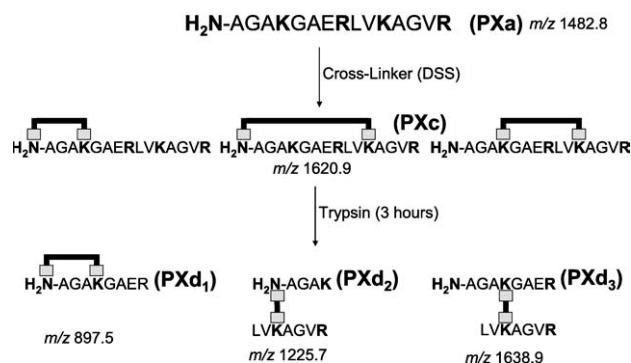 H₂N-AGAKGAERLVKAGVR (PXa) m/z 1482.8
Cross-Linker (DSS)
(PXc)
H₂N-AGAKGAERLVKAGVR H₂N-AGAKGAERLVKAGVR H₂N-AGAKGAERLVKAGVR
m/z 1620.9
Trypsin (3 hours)
H₂N-AGAKGAER (PXd₁) H₂N-AGAK (PXd₂) H₂N-AGAKGAER (PXd₃)
LVKAGVR LVKAGVR
m/z 897.5 m/z 1225.7 m/z 1638.9